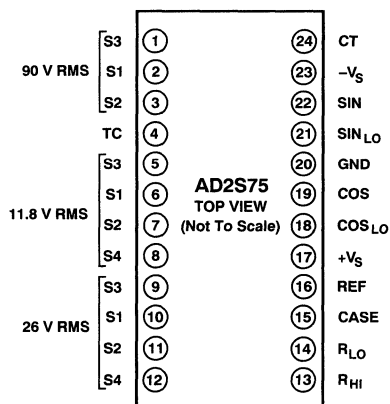 S3 1 24 CT
90 V RMS S1 2 23 –VS
S2 3 22 SIN
TC 4 21 SINLO
S3 5 20 GND
AD2S75
11.8 V RMS S1 6 19 COS
TOP VIEW
S2 7 (Not To Scale) 18 COSLO
S4 8 17 +VS
S3 9 16 REF
26 V RMS S1 10 15 CASE
S2 11 14 RLO
S4 12 13 RHI